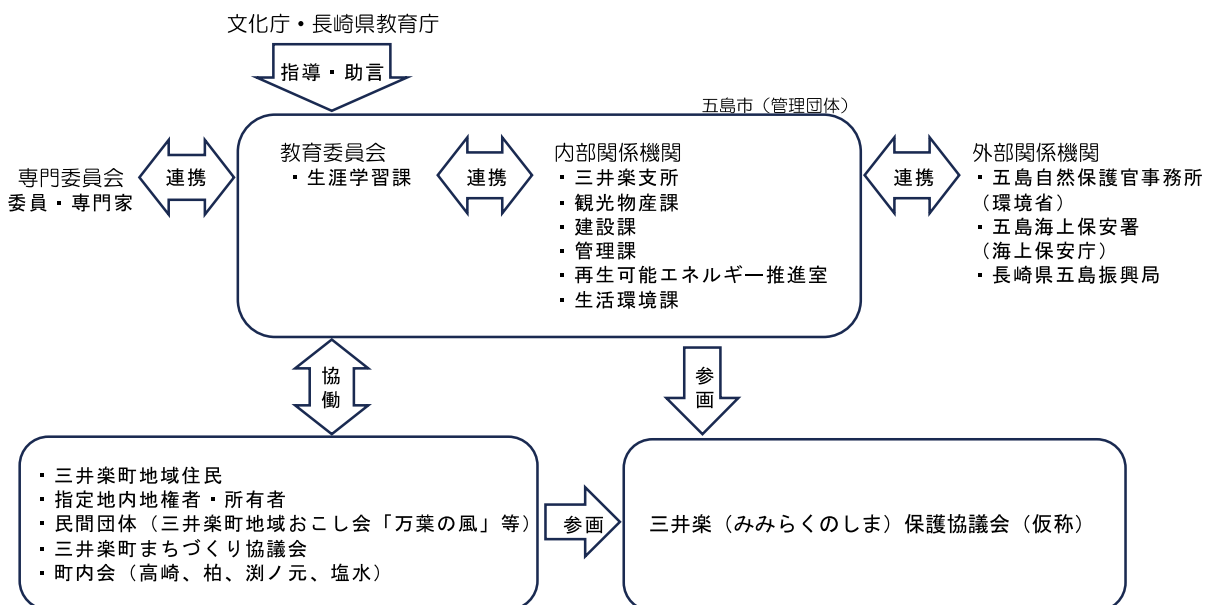 文化庁・長崎県教育庁
指導・助言
五島市（管理団体）
専門委員会
委員・専門家
連携
教育委員会
・生涯学習課
連携
内部関係機関
・三井楽支所
・観光物産課
・建設課
・管理課
・再生可能エネルギー推進室
・生活環境課
連携
外部関係機関
・五島自然保護官事務所
（環境省）
・五島海上保安署
（海上保安庁）
・長崎県五島振興局
協
働
参
画
・三井楽町地域住民
・指定地内地権者・所有者
・民間団体（三井楽町地域おこし会「万葉の風」等）
・三井楽町まちづくり協議会
・町内会（高崎、柏、渕ノ元、塩水）
参画
三井楽（みみらくのしま）保護協議会（仮称）